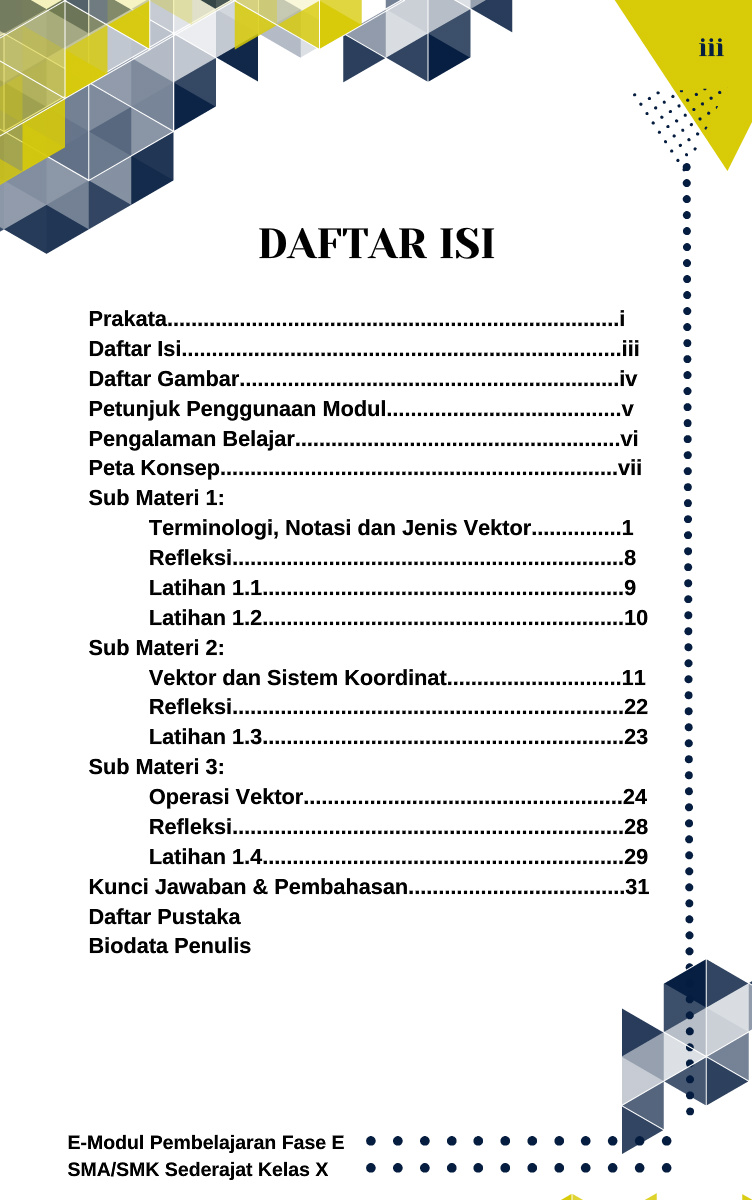 iii
DAFTAR ISI
Prakata...........................................................................i
Daftar Isi.........................................................................iii
Daftar Gambar...............................................................iv
Petunjuk Penggunaan Modul.......................................v
Pengalaman Belajar......................................................vi
Peta Konsep..................................................................vii
Sub Materi 1:
Terminologi, Notasi dan Jenis Vektor...............1
Refleksi.................................................................8
Latihan 1.1............................................................9
Latihan 1.2............................................................10
Sub Materi 2:
Vektor dan Sistem Koordinat.............................11
Refleksi.................................................................22
Latihan 1.3............................................................23
Sub Materi 3:
Operasi Vektor.....................................................24
Refleksi.................................................................28
Latihan 1.4............................................................29
Kunci Jawaban & Pembahasan....................................31
Daftar Pustaka
Biodata Penulis
E-Modul Pembelajaran Fase E
SMA/SMK Sederajat Kelas X